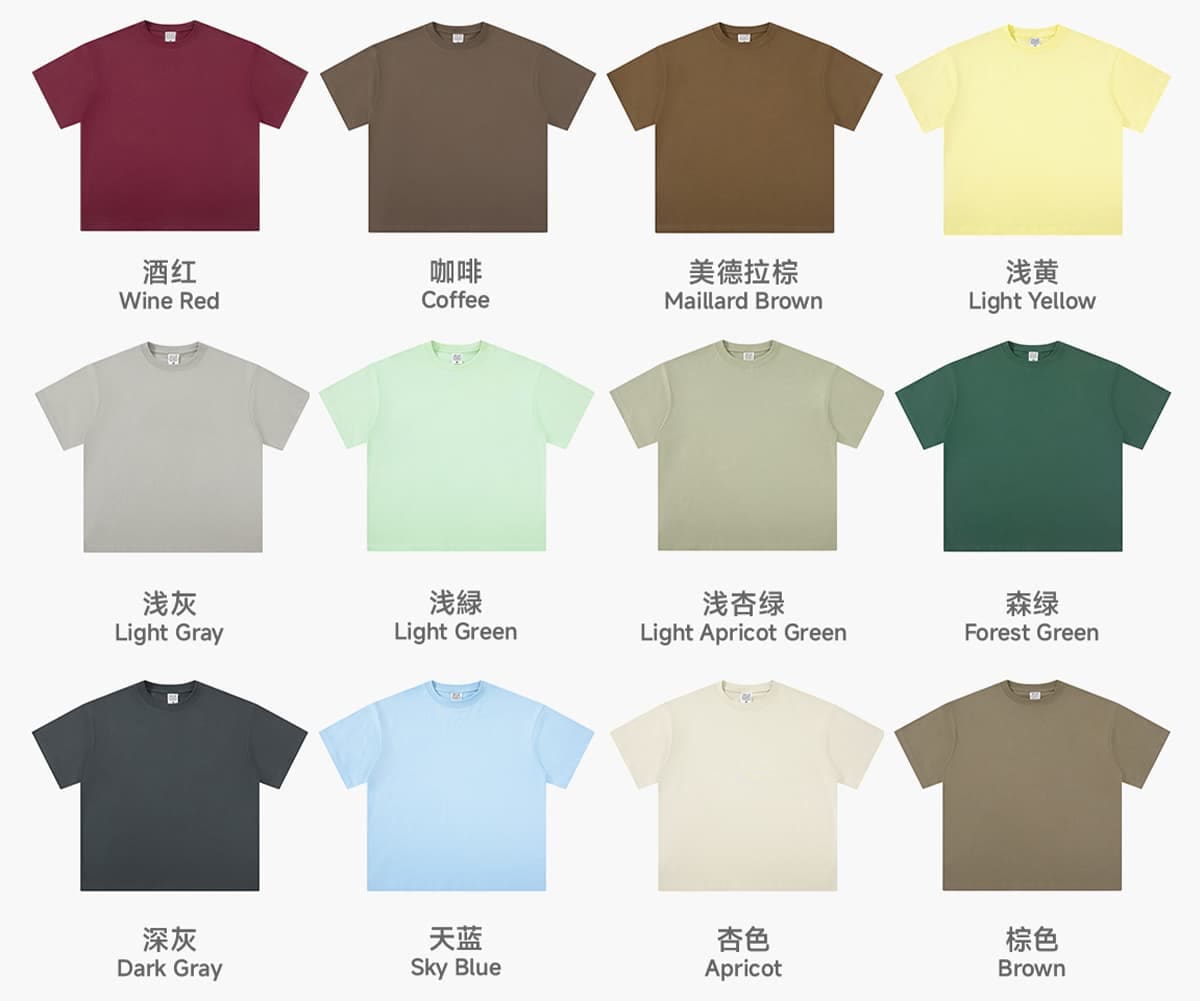 酒红
Wine Red
咖啡
Coffee
美德拉棕
Maillard Brown
浅黄
Light Yellow
浅灰
Light Gray
浅緑
Light Green
浅杏绿
Light Apricot Green
森绿
Forest Green
深灰
Dark Gray
天蓝
Sky Blue
杏色
Apricot
棕色
Brown